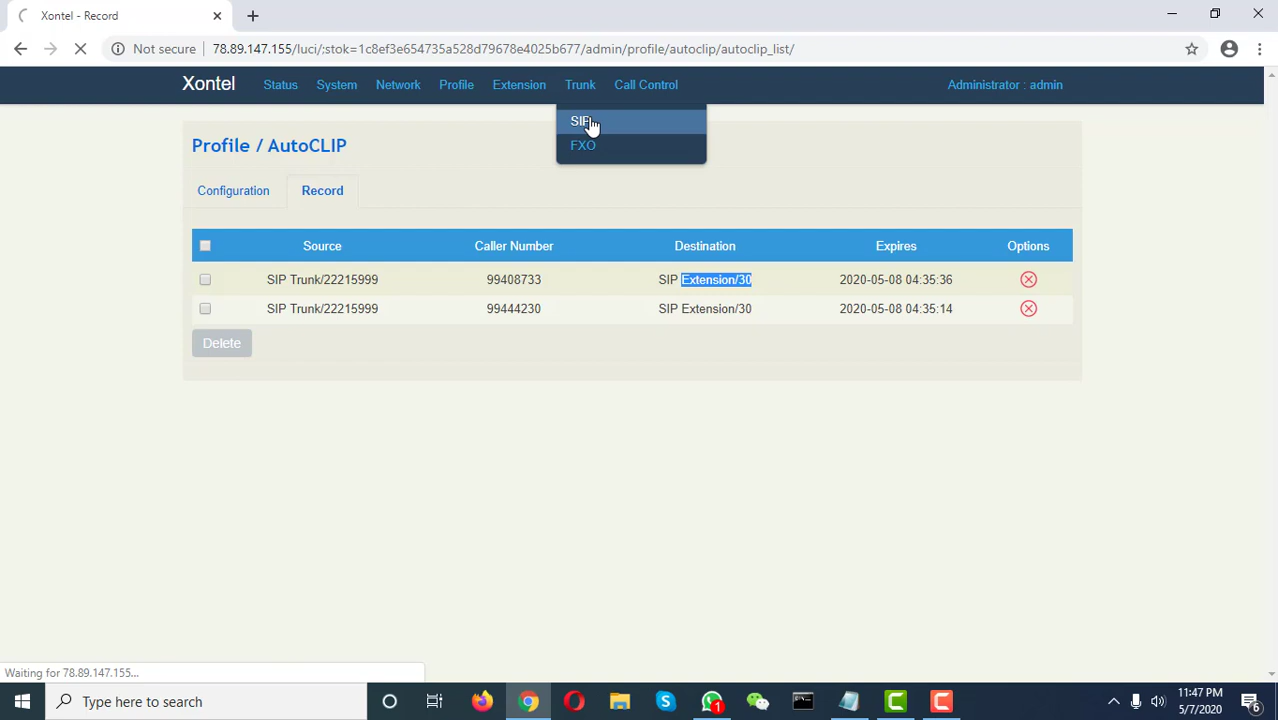 Xontel - Record
Not secure 78.89.147.155/luci/;stok=1c8ef3e654735a528d79678e4025b677/admin/profile/autoclip/autoclip_list/
Xontel Status System Network Profile Extension Trunk Call Control Administrator : admin
SIP
FXO
Profile / AutoCLIP
Configuration Record
Source Caller Number Destination Expires Options
SIP Trunk/22215999 99408733 SIP Extension/30 2020-05-08 04:35:36
SIP Trunk/22215999 99444230 SIP Extension/30 2020-05-08 04:35:14
Delete
Waiting for 78.89.147.155...
Type here to search
1
11:47 PM
5/7/2020
6